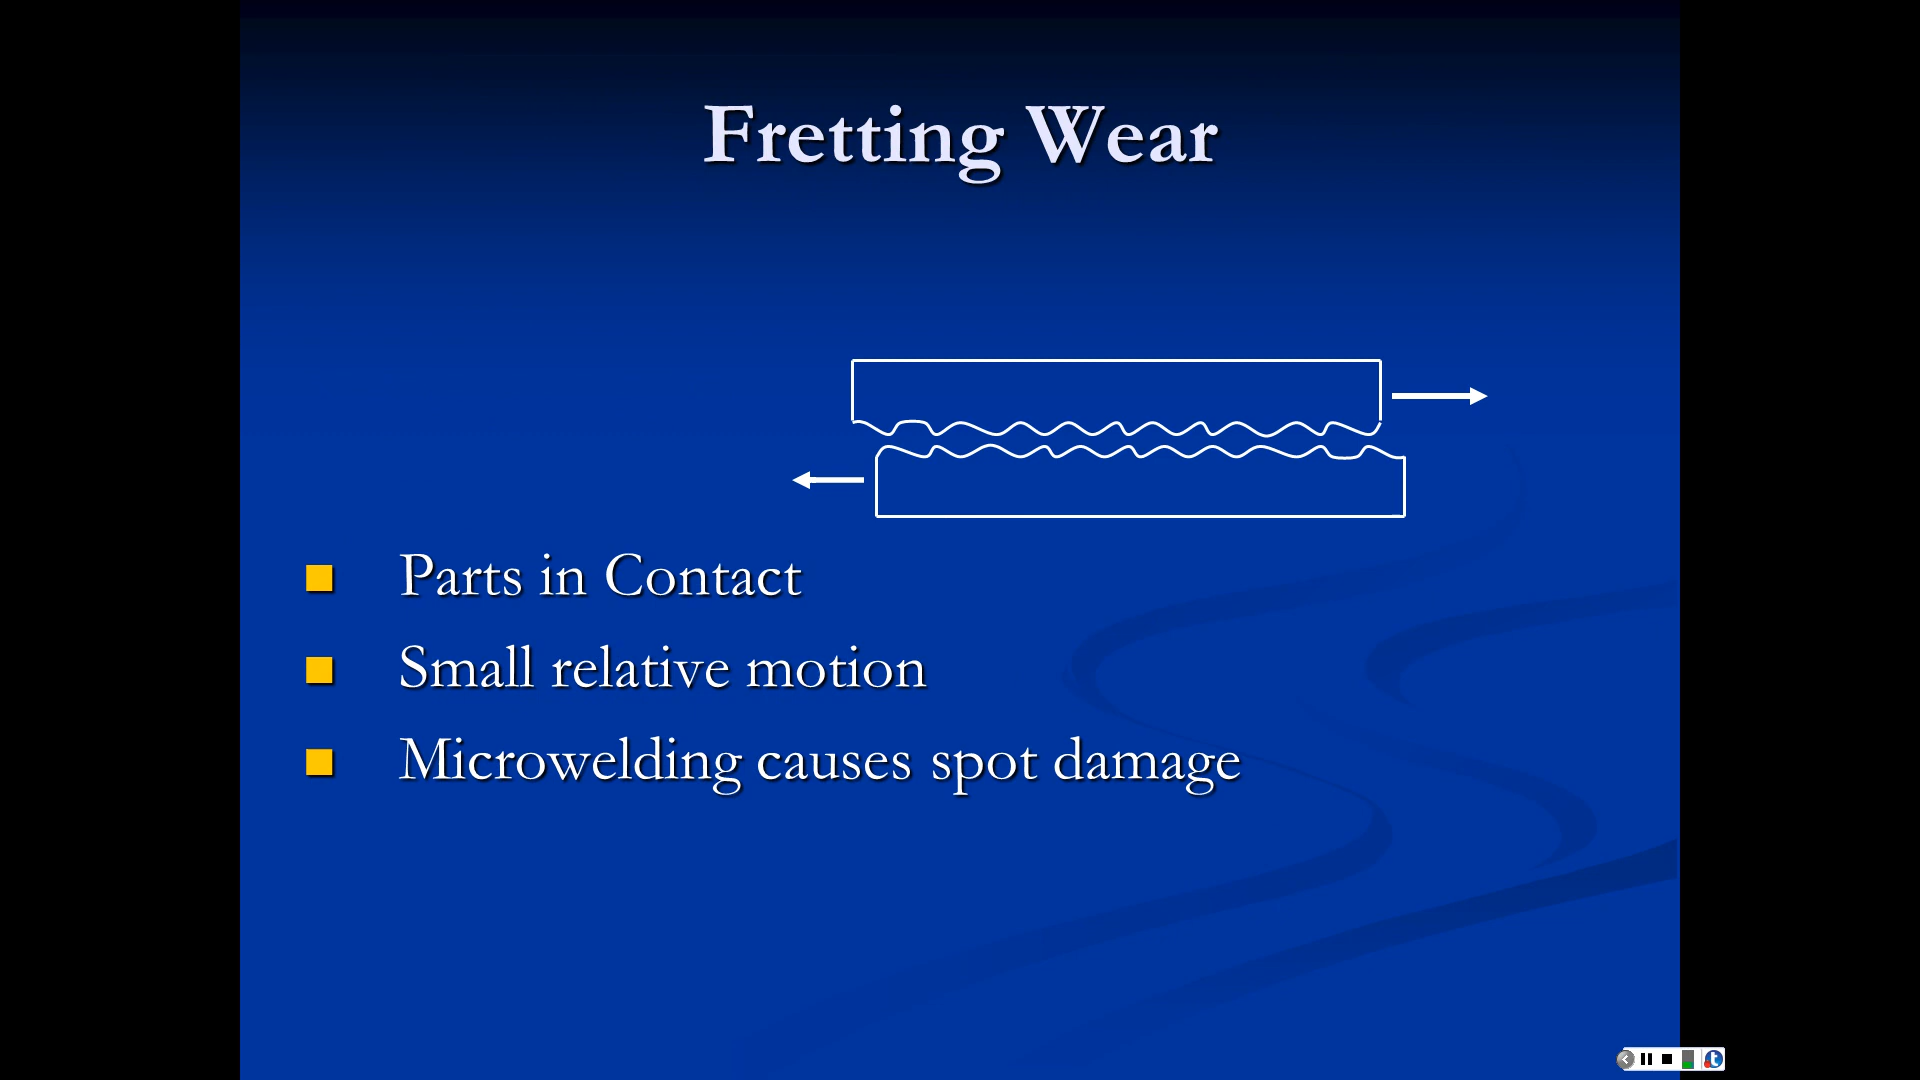 Fretting Wear
Parts in Contact
Small relative motion
Microwelding causes spot damage